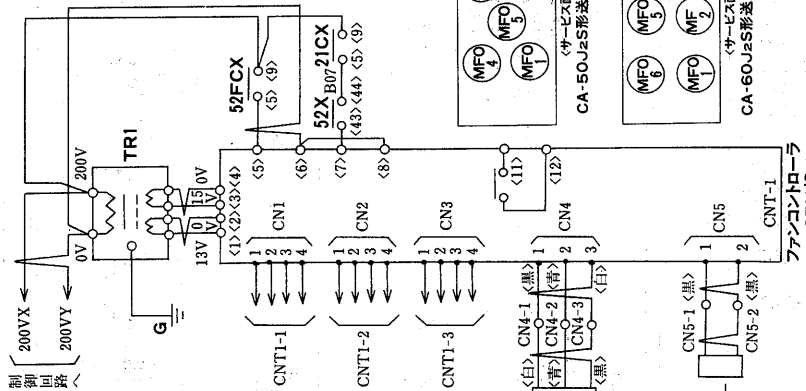 制御回路へ
200VX
200VY
0V
200V
TR1
G
13V
0V
15V
0V
<1>
<2>
<3>
<4>
52FCX
<5>
<9>
52X
B07
21CX
<43>
<44>
<5>
<9>
<5>
<6>
<7>
<8>
<11>
<12>
CN1
1
2
3
4
CNT1-1
CN2
1
2
3
4
CNT1-2
CN3
1
2
3
4
CNT1-3
CN4
1
2
3
<黒>
<青>
<白>
CN4-1
CN4-2
CN4-3
<白>
<青>
<黒>
CN5
1
2
<黒>
<黒>
CN5-1
CN5-2
CNT-1
ファンコントローラ
MFO
4
MFO
5
MFO
1
<サービス
CA-50J2S形送
MFO
6
MFO
5
MFO
1
MF
2
<サービス
CA-60J2S形送